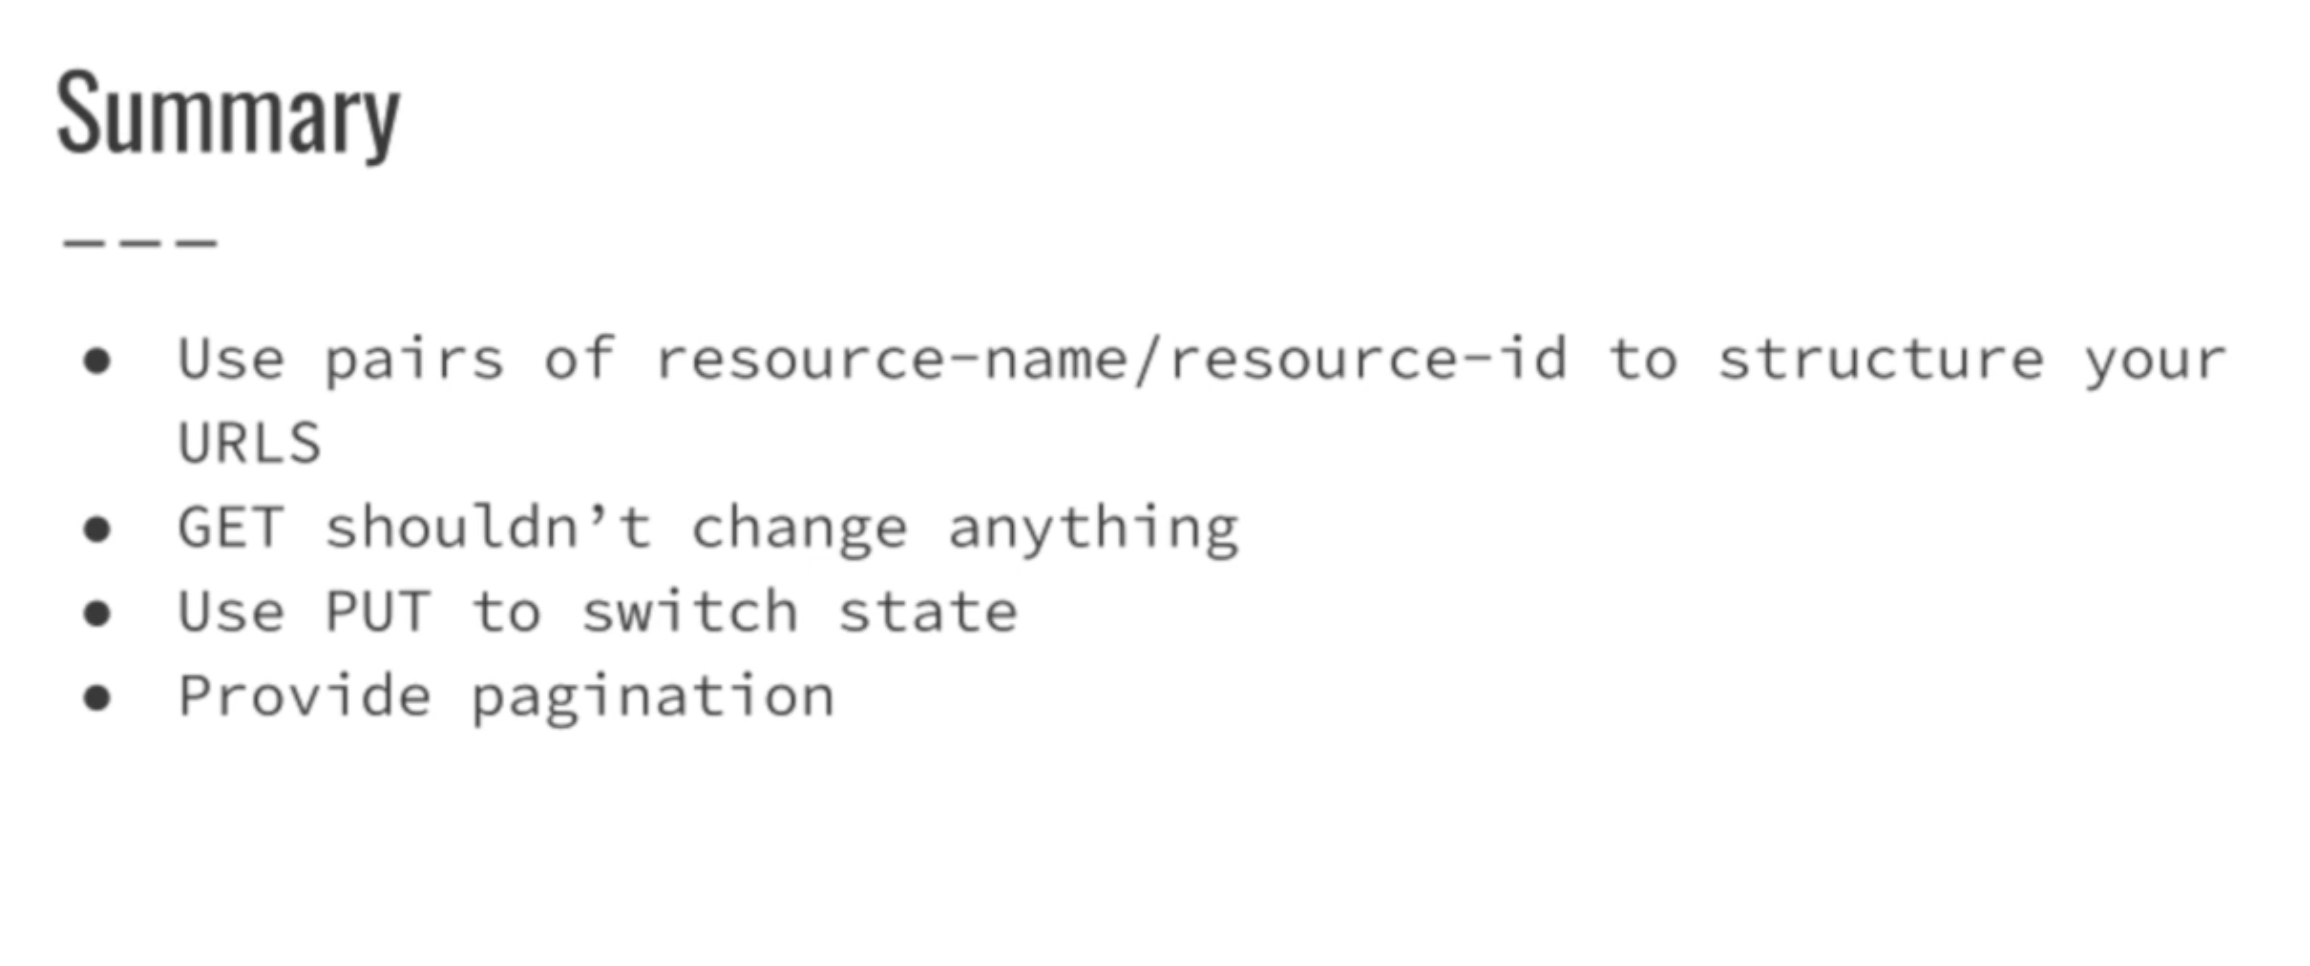 Summary
———
● Use pairs of resource-name/resource-id to structure your
URLS
● GET shouldn’t change anything
● Use PUT to switch state
● Provide pagination